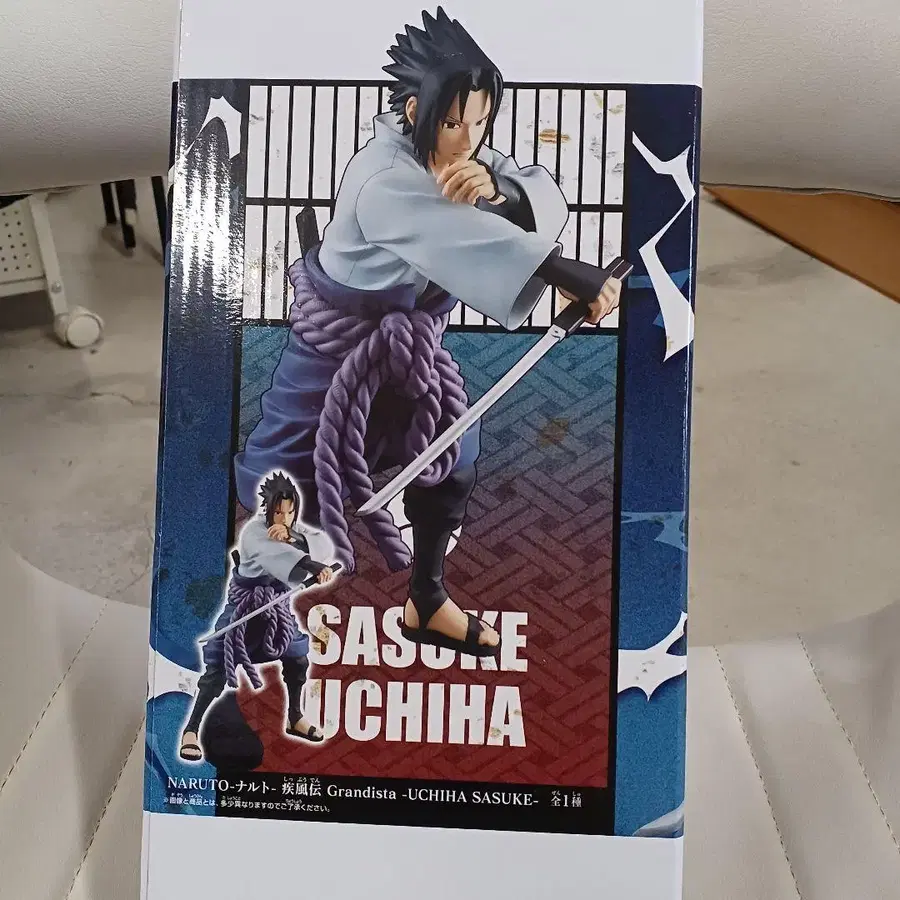 SASUKE
UCHIHA
NARUTO-ナルト- 疾風伝 Grandista -UCHIHA SASUKE- 全1種
※画像と商品とは、多少異なりますのでご了承ください。